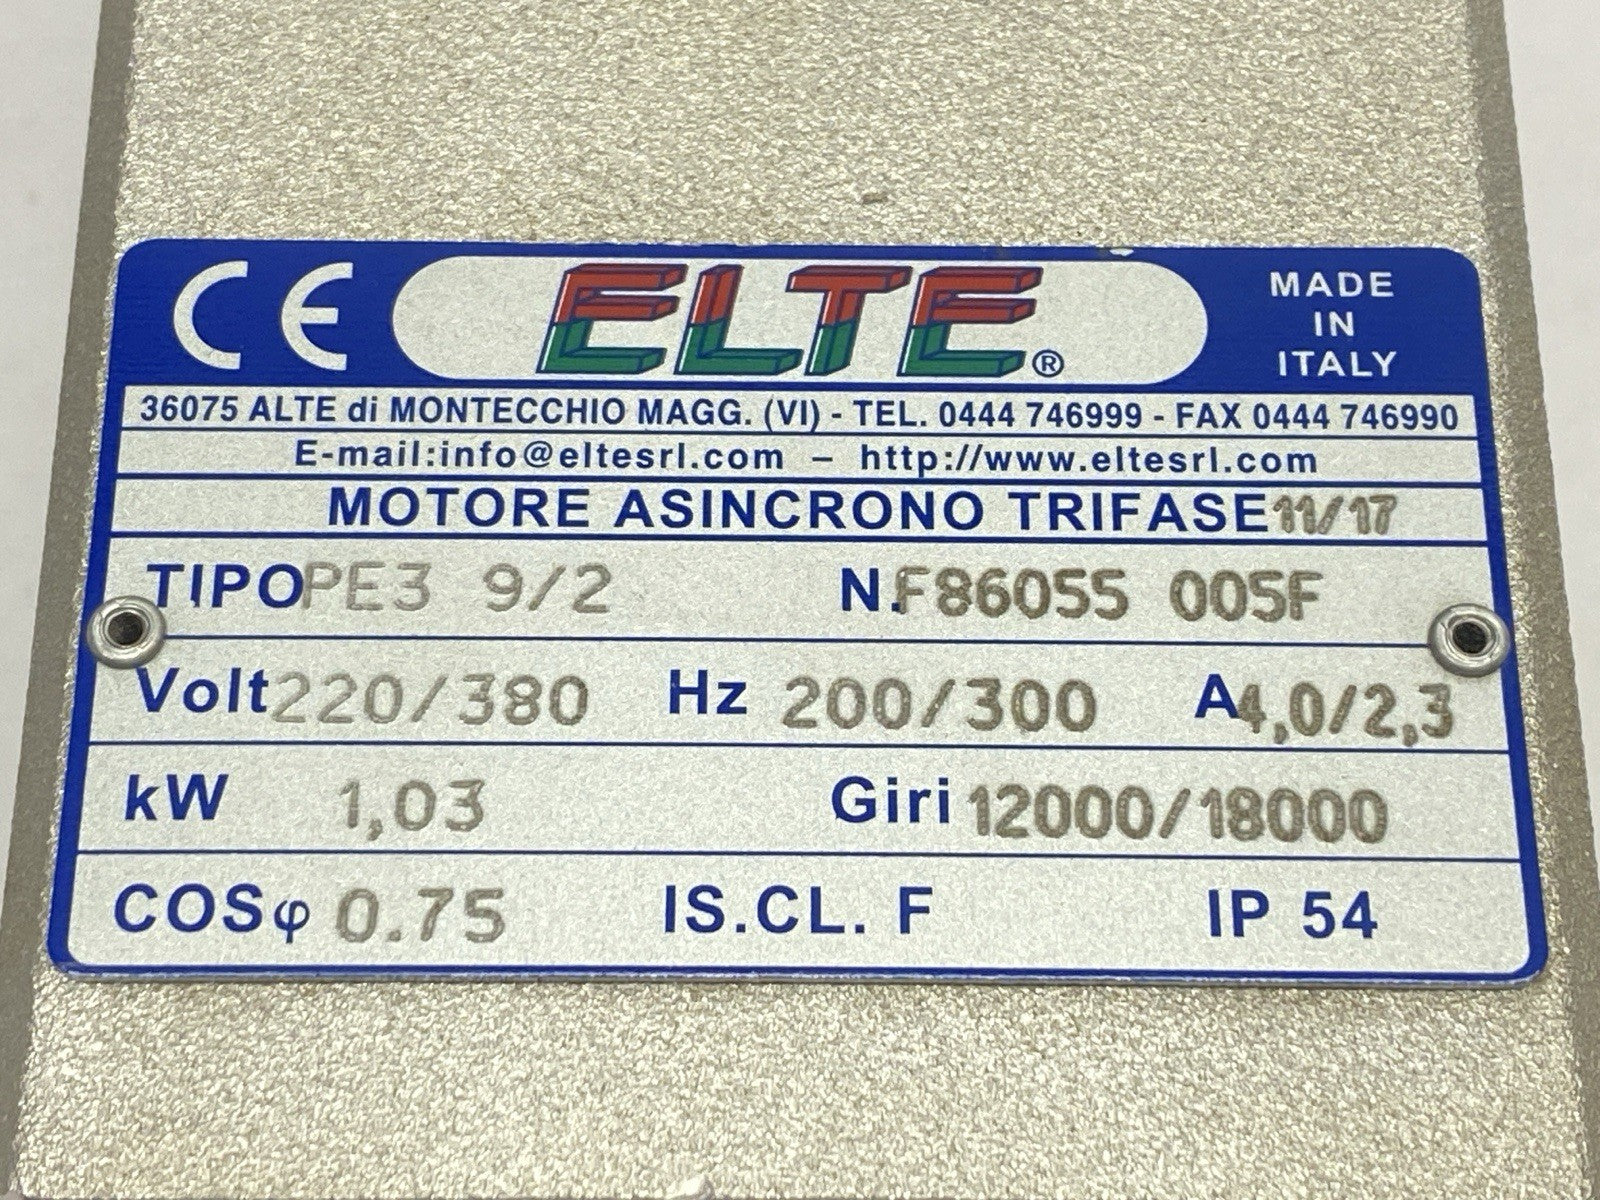 CE ELTE® MADE IN ITALY
36075 ALTE di MONTECCHIO MAGG. (VI) - TEL. 0444 746999 - FAX 0444 746990
E-mail:info@eltesrl.com – http://www.eltesrl.com
MOTORE ASINCRONO TRIFASE 11/17
TIPO PE3 9/2 N. F86055 005F
Volt 220/380 Hz 200/300 A 4,0/2,3
kW 1,03 Giri 12000/18000
COSφ 0.75 IS.CL. F IP 54